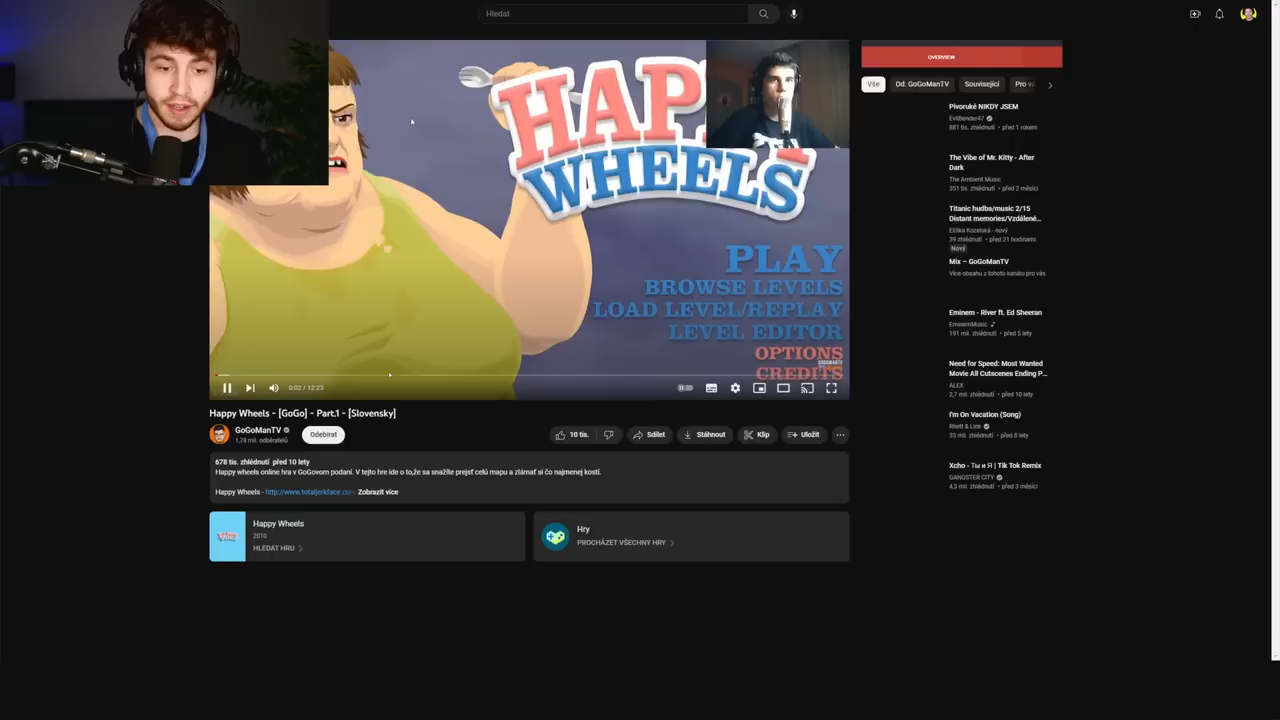 Hledat
HAPPY
WHEELS
PLAY
BROWSE LEVELS
LOAD LEVEL/REPLAY
LEVEL EDITOR
OPTIONS
CREDITS
GOGOMANTV
0:02 / 12:23
Happy Wheels - [GoGo] - Part.1 - [Slovensky]
GoGoManTV
1,78 mil. odběratelů
Odebírat
10 tis.
Sdílet
Stáhnout
Klip
Uložit
678 tis. zhlédnutí před 10 lety
Happy wheels online hra v GoGovom podaní. V tejto hre ide o to,že sa snažíte prejsť celú mapu a zlámať si čo najmenej kostí.
Happy Wheels - http://www.totaljerkface.com Zobrazit více
Happy Wheels
2010
HLEDAT HRU
Hry
PROCHÁZET VŠECHNY HRY
OVERVIEW
Vše
Od: GoGoManTV
Související
Pro v
Pivoruké NIKDY JSEM
EvilBender47
881 tis. zhlédnutí • před 1 rokem
The Vibe of Mr. Kitty - After
Dark
The Ambient Music
351 tis. zhlédnutí • před 2 měsíci
Titanic hudba/music 2/15
Distant memories/Vzdálené...
Eliška Kozelská - nový
39 zhlédnutí • před 21 hodinami
Nový
Mix – GoGoManTV
Více obsahu z tohoto kanálu pro vás
Eminem - River ft. Ed Sheeran
EminemMusic
191 mil. zhlédnutí • před 5 lety
Need for Speed: Most Wanted
Movie All Cutscenes Ending P...
ALEX
2,7 mil. zhlédnutí • před 10 lety
I'm On Vacation (Song)
Rhett & Link
33 mil. zhlédnutí • před 8 lety
Xcho - Ты и Я | Tik Tok Remix
GANGSTER CITY
4,3 mil. zhlédnutí • před 3 měsíci